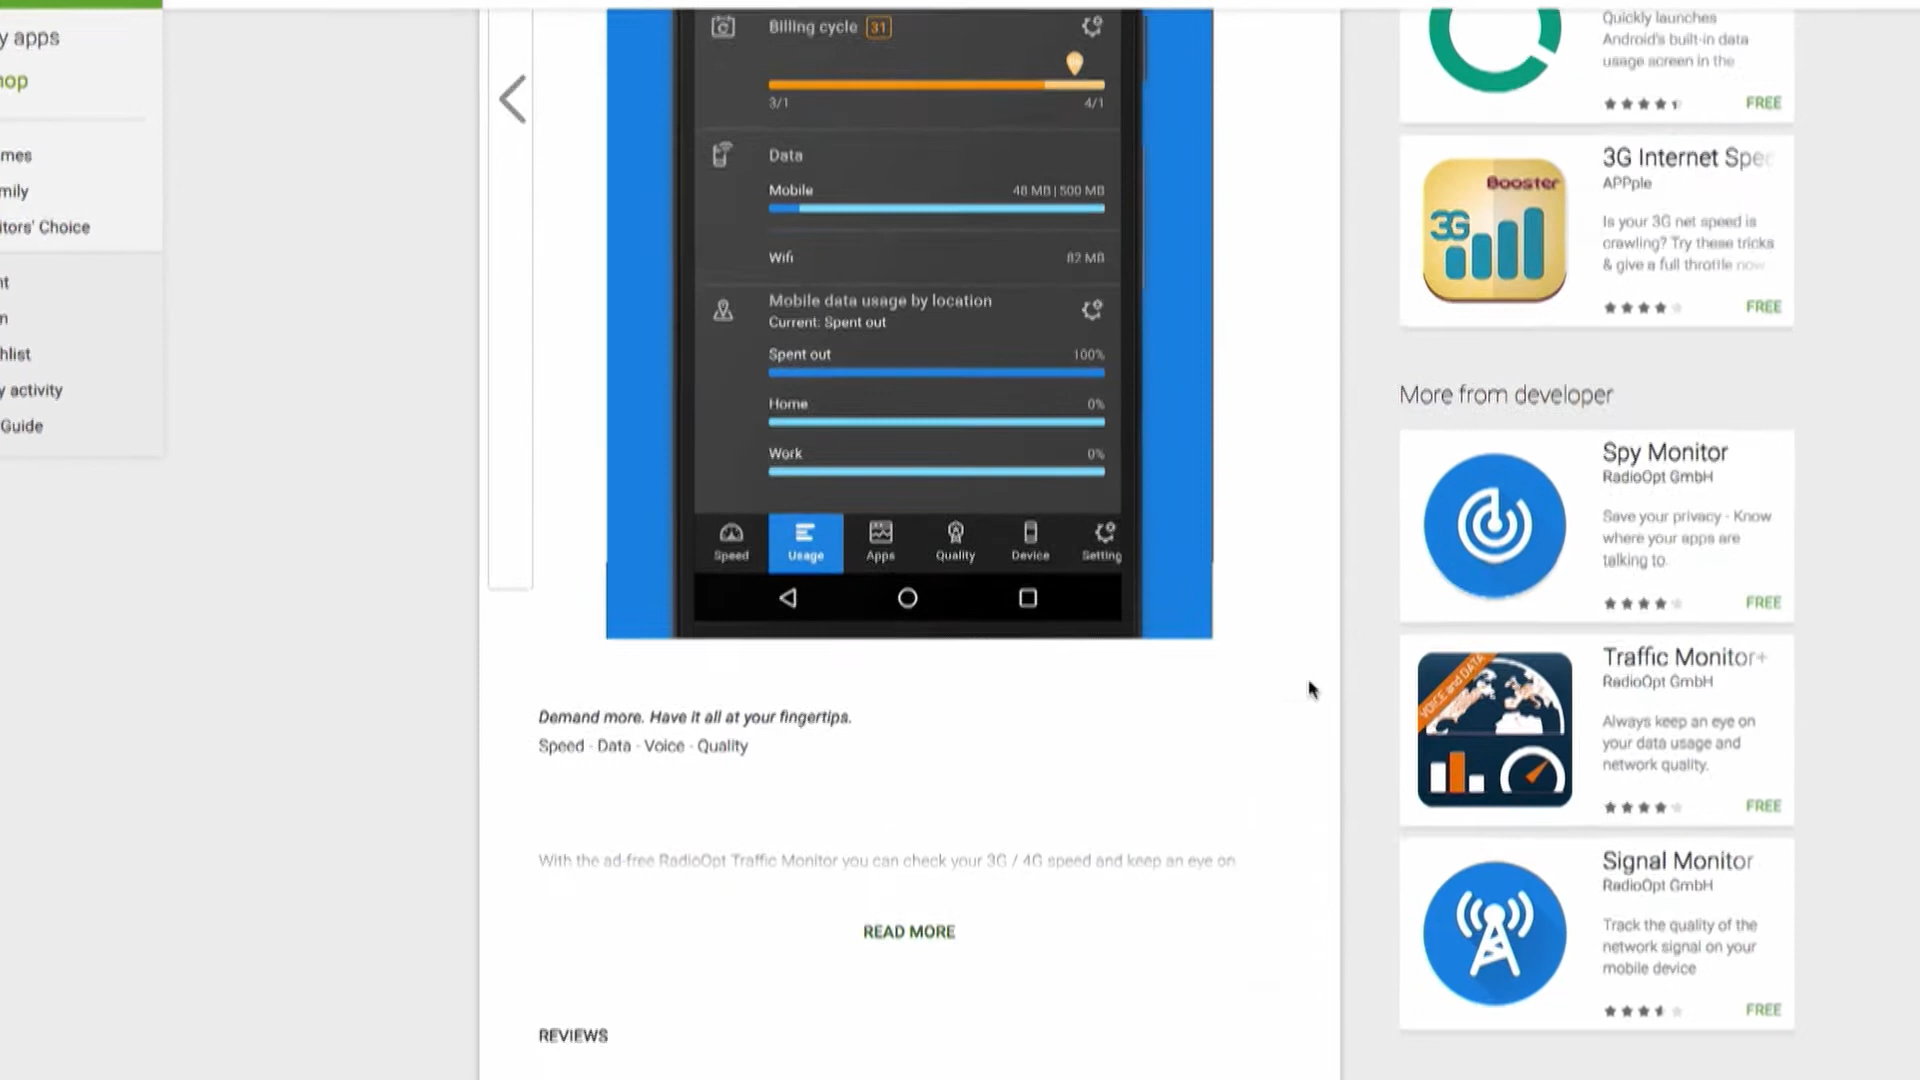 y apps
hop
mes
mily
itors' Choice
nt
n
hlist
y activity
Guide
Billing cycle 31
3/1 4/1
Data
Mobile 48 MB | 500 MB
Wifi 82 MB
Mobile data usage by location
Current: Spent out
Spent out 100%
Home 0%
Work 0%
Speed Usage Apps Quality Device Setting
Demand more. Have it all at your fingertips.
Speed - Data - Voice - Quality
With the ad-free RadioOpt Traffic Monitor you can check your 3G / 4G speed and keep an eye on
READ MORE
REVIEWS
Quickly launches
Android's built-in data
usage screen in the
FREE
Booster
3G
3G Internet Spee
APPple
Is your 3G net speed is
crawling? Try these tricks
& give a full throttle now
FREE
More from developer
Spy Monitor
RadioOpt GmbH
Save your privacy - Know
where your apps are
talking to.
FREE
VOICE and DATA
Traffic Monitor+
RadioOpt GmbH
Always keep an eye on
your data usage and
network quality.
FREE
Signal Monitor
RadioOpt GmbH
Track the quality of the
network signal on your
mobile device
FREE